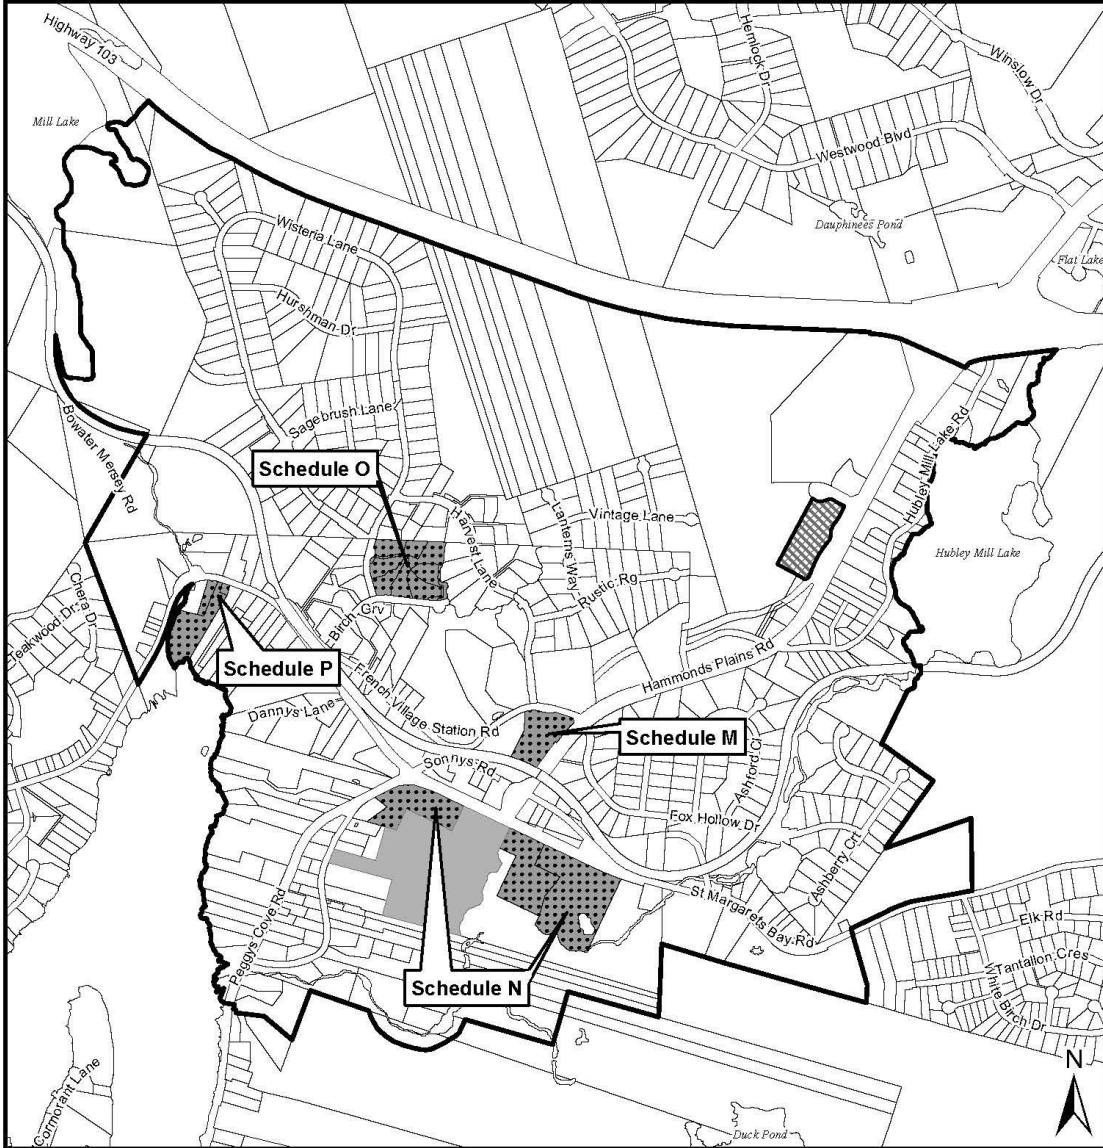 Highway 103
Hemlock Dr
Winslow Dr
Mill Lake
Westwood Blvd
Dauphinees Pond
Flat Lake
Wisteria Lane
Hurshman Dr
Sagebrush Lane
Bowater Mersey Rd
Schedule O
Hubley Mill Lake Rd
Harvest Lane
Lanterns Way
Vintage Lane
Hubley Mill Lake
Chera Dr
Teakwood Dr
Rustic Rg
Birch Grv
Schedule P
Hammonds Plains Rd
French Village Station Rd
Dannys Lane
Schedule M
Sonnys Rd
Ashford Cl
Fox Hollow Dr
Ashberry Crt
St Margarets Bay Rd
Peggys Cove Rd
Elk Rd
Tantallon Cres
White Birch Dr
Schedule N
Cormorant Lane
N
Duck Pond